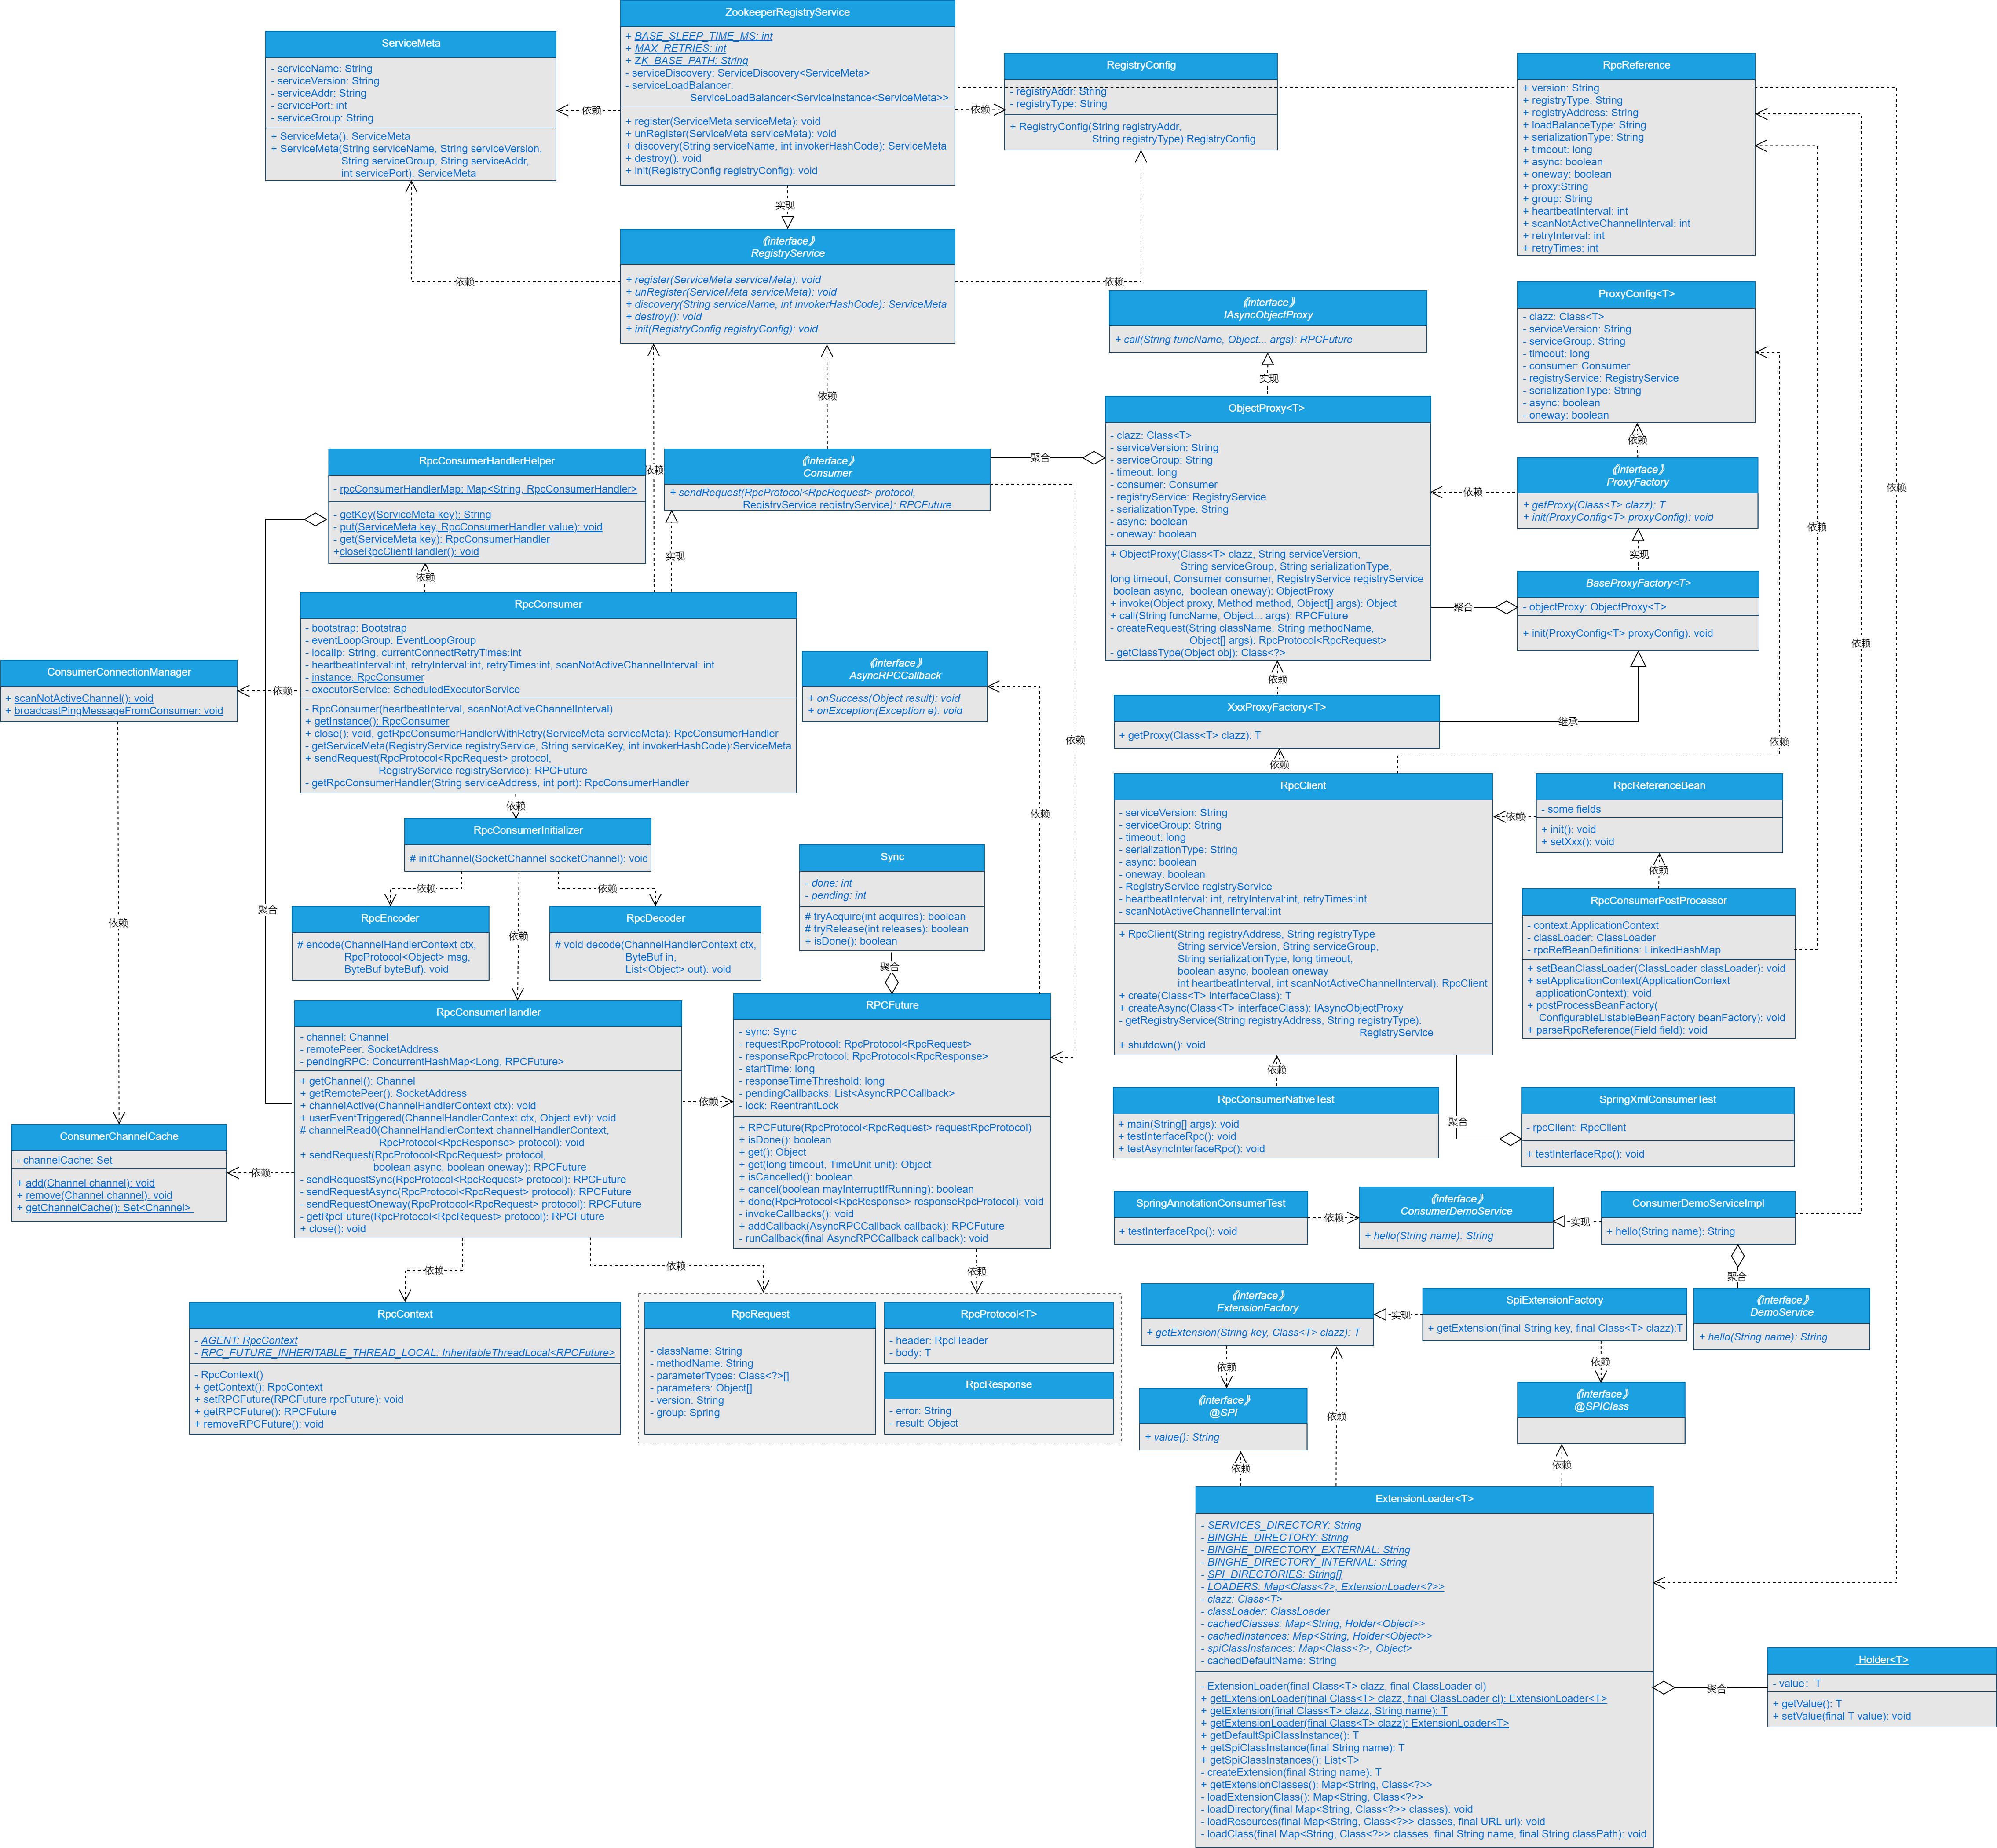 ZookeeperRegistryService
+ BASE_SLEEP_TIME_MS: int
+ MAX_RETRIES: int
+ ZK_BASE_PATH: String
- serviceDiscovery: ServiceDiscovery<ServiceMeta>
- serviceLoadBalancer:
ServiceLoadBalancer<ServiceInstance<ServiceMeta>>
+ register(ServiceMeta serviceMeta): void
+ unRegister(ServiceMeta serviceMeta): void
+ discovery(String serviceName, int invokerHashCode): ServiceMeta
+ destroy(): void
+ init(RegistryConfig registryConfig): void
ServiceMeta
- serviceName: String
- serviceVersion: String
- serviceAddr: String
- servicePort: int
- serviceGroup: String
+ ServiceMeta(): ServiceMeta
+ ServiceMeta(String serviceName, String serviceVersion,
String serviceGroup, String serviceAddr,
int servicePort): ServiceMeta
依赖
依赖
RegistryConfig
- registryAddr: String
- registryType: String
+ RegistryConfig(String registryAddr,
String registryType):RegistryConfig
RpcReference
+ version: String
+ registryType: String
+ registryAddress: String
+ loadBalanceType: String
+ serializationType: String
+ timeout: long
+ async: boolean
+ oneway: boolean
+ proxy:String
+ group: String
+ heartbeatInterval: int
+ scanNotActiveChannelInterval: int
+ retryInterval: int
+ retryTimes: int
实现
《interface》
RegistryService
+ register(ServiceMeta serviceMeta): void
+ unRegister(ServiceMeta serviceMeta): void
+ discovery(String serviceName, int invokerHashCode): ServiceMeta
+ destroy(): void
+ init(RegistryConfig registryConfig): void
依赖
依赖
《interface》
IAsyncObjectProxy
+ call(String funcName, Object... args): RPCFuture
ProxyConfig<T>
- clazz: Class<T>
- serviceVersion: String
- serviceGroup: String
- timeout: long
- consumer: Consumer
- registryService: RegistryService
- serializationType: String
- async: boolean
- oneway: boolean
实现
依赖
依赖
依赖
RpcConsumerHandlerHelper
- rpcConsumerHandlerMap: Map<String, RpcConsumerHandler>
- getKey(ServiceMeta key): String
- put(ServiceMeta key, RpcConsumerHandler value): void
- get(ServiceMeta key): RpcConsumerHandler
+closeRpcClientHandler(): void
依赖
《interface》
Consumer
+ sendRequest(RpcProtocol<RpcRequest> protocol,
RegistryService registryService): RPCFuture
聚合
ObjectProxy<T>
- clazz: Class<T>
- serviceVersion: String
- serviceGroup: String
- timeout: long
- consumer: Consumer
- registryService: RegistryService
- serializationType: String
- async: boolean
- oneway: boolean
+ ObjectProxy(Class<T> clazz, String serviceVersion,
String serviceGroup, String serializationType,
long timeout, Consumer consumer, RegistryService registryService
boolean async,  boolean oneway): ObjectProxy
+ invoke(Object proxy, Method method, Object[] args): Object
+ call(String funcName, Object... args): RPCFuture
- createRequest(String className, String methodName,
Object[] args): RpcProtocol<RpcRequest>
- getClassType(Object obj): Class<?>
依赖
《interface》
ProxyFactory
+ getProxy(Class<T> clazz): T
+ init(ProxyConfig<T> proxyConfig): void
依赖
实现
聚合
BaseProxyFactory<T>
- objectProxy: ObjectProxy<T>
+ init(ProxyConfig<T> proxyConfig): void
依赖
实现
依赖
RpcConsumer
- bootstrap: Bootstrap
- eventLoopGroup: EventLoopGroup
- localIp: String, currentConnectRetryTimes:int
- heartbeatInterval:int, retryInterval:int, retryTimes:int, scanNotActiveChannelInterval: int
- instance: RpcConsumer
- executorService: ScheduledExecutorService
- RpcConsumer(heartbeatInterval, scanNotActiveChannelInterval)
+ getInstance(): RpcConsumer
+ close(): void, getRpcConsumerHandlerWithRetry(ServiceMeta serviceMeta): RpcConsumerHandler
- getServiceMeta(RegistryService registryService, String serviceKey, int invokerHashCode):ServiceMeta
+ sendRequest(RpcProtocol<RpcRequest> protocol,
RegistryService registryService): RPCFuture
- getRpcConsumerHandler(String serviceAddress, int port): RpcConsumerHandler
ConsumerConnectionManager
+ scanNotActiveChannel(): void
+ broadcastPingMessageFromConsumer: void
依赖
《interface》
AsyncRPCCallback
+ onSuccess(Object result): void
+ onException(Exception e): void
依赖
XxxProxyFactory<T>
+ getProxy(Class<T> clazz): T
继承
依赖
依赖
依赖
依赖
RpcClient
- serviceVersion: String
- serviceGroup: String
- timeout: long
- serializationType: String
- async: boolean
- oneway: boolean
- RegistryService registryService
- heartbeatInterval: int, retryInterval:int, retryTimes:int
- scanNotActiveChannelInterval:int
+ RpcClient(String registryAddress, String registryType
String serviceVersion, String serviceGroup,
String serializationType, long timeout,
boolean async, boolean oneway
int heartbeatInterval, int scanNotActiveChannelInterval): RpcClient
+ create(Class<T> interfaceClass): T
+ createAsync(Class<T> interfaceClass): IAsyncObjectProxy
- getRegistryService(String registryAddress, String registryType):
RegistryService
+ shutdown(): void
依赖
RpcReferenceBean
- some fields
+ init(): void
+ setXxx(): void
依赖
依赖
RpcConsumerPostProcessor
- context:ApplicationContext
- classLoader: ClassLoader
- rpcRefBeanDefinitions: LinkedHashMap
+ setBeanClassLoader(ClassLoader classLoader): void
+ setApplicationContext(ApplicationContext
applicationContext): void
+ postProcessBeanFactory(
ConfigurableListableBeanFactory beanFactory): void
+ parseRpcReference(Field field): void
依赖
RpcConsumerInitializer
# initChannel(SocketChannel socketChannel): void
依赖
依赖
依赖
RpcEncoder
# encode(ChannelHandlerContext ctx,
RpcProtocol<Object> msg,
ByteBuf byteBuf): void
RpcDecoder
# void decode(ChannelHandlerContext ctx,
ByteBuf in,
List<Object> out): void
Sync
- done: int
- pending: int
# tryAcquire(int acquires): boolean
# tryRelease(int releases): boolean
+ isDone(): boolean
依赖
聚合
依赖
聚合
RpcConsumerHandler
- channel: Channel
- remotePeer: SocketAddress
- pendingRPC: ConcurrentHashMap<Long, RPCFuture>
+ getChannel(): Channel
+ getRemotePeer(): SocketAddress
+ channelActive(ChannelHandlerContext ctx): void
+ userEventTriggered(ChannelHandlerContext ctx, Object evt): void
# channelRead0(ChannelHandlerContext channelHandlerContext,
RpcProtocol<RpcResponse> protocol): void
+ sendRequest(RpcProtocol<RpcRequest> protocol,
boolean async, boolean oneway): RPCFuture
- sendRequestSync(RpcProtocol<RpcRequest> protocol): RPCFuture
- sendRequestAsync(RpcProtocol<RpcRequest> protocol): RPCFuture
- sendRequestOneway(RpcProtocol<RpcRequest> protocol): RPCFuture
- getRpcFuture(RpcProtocol<RpcRequest> protocol): RPCFuture
+ close(): void
依赖
RPCFuture
- sync: Sync
- requestRpcProtocol: RpcProtocol<RpcRequest>
- responseRpcProtocol: RpcProtocol<RpcResponse>
- startTime: long
- responseTimeThreshold: long
- pendingCallbacks: List<AsyncRPCCallback>
- lock: ReentrantLock
+ RPCFuture(RpcProtocol<RpcRequest> requestRpcProtocol)
+ isDone(): boolean
+ get(): Object
+ get(long timeout, TimeUnit unit): Object
+ isCancelled(): boolean
+ cancel(boolean mayInterruptIfRunning): boolean
+ done(RpcProtocol<RpcResponse> responseRpcProtocol): void
- invokeCallbacks(): void
+ addCallback(AsyncRPCCallback callback): RPCFuture
- runCallback(final AsyncRPCCallback callback): void
依赖
RpcConsumerNativeTest
+ main(String[] args): void
+ testInterfaceRpc(): void
+ testAsyncInterfaceRpc(): void
聚合
SpringXmlConsumerTest
- rpcClient: RpcClient
+ testInterfaceRpc(): void
ConsumerChannelCache
- channelCache: Set
+ add(Channel channel): void
+ remove(Channel channel): void
+ getChannelCache(): Set<Channel>
依赖
SpringAnnotationConsumerTest
+ testInterfaceRpc(): void
依赖
《interface》
ConsumerDemoService
+ hello(String name): String
实现
ConsumerDemoServiceImpl
+ hello(String name): String
依赖
依赖
依赖
聚合
RpcContext
- AGENT: RpcContext
- RPC_FUTURE_INHERITABLE_THREAD_LOCAL: InheritableThreadLocal<RPCFuture>
- RpcContext()
+ getContext(): RpcContext
+ setRPCFuture(RPCFuture rpcFuture): void
+ getRPCFuture(): RPCFuture
+ removeRPCFuture(): void
RpcRequest
- className: String
- methodName: String
- parameterTypes: Class<?>[]
- parameters: Object[]
- version: String
- group: Spring
RpcProtocol<T>
- header: RpcHeader
- body: T
RpcResponse
- error: String
- result: Object
《interface》
ExtensionFactory
+ getExtension(String key, Class<T> clazz): T
实现
SpiExtensionFactory
+ getExtension(final String key, final Class<T> clazz):T
《interface》
DemoService
+ hello(String name): String
依赖
依赖
《interface》
@SPI
+ value(): String
依赖
《interface》
@SPIClass
依赖
依赖
ExtensionLoader<T>
- SERVICES_DIRECTORY: String
- BINGHE_DIRECTORY: String
- BINGHE_DIRECTORY_EXTERNAL: String
- BINGHE_DIRECTORY_INTERNAL: String
- SPI_DIRECTORIES: String[]
- LOADERS: Map<Class<?>, ExtensionLoader<?>>
- clazz: Class<T>
- classLoader: ClassLoader
- cachedClasses: Map<String, Holder<Object>>
- cachedInstances: Map<String, Holder<Object>>
- spiClassInstances: Map<Class<?>, Object>
- cachedDefaultName: String
- ExtensionLoader(final Class<T> clazz, final ClassLoader cl)
+ getExtensionLoader(final Class<T> clazz, final ClassLoader cl): ExtensionLoader<T>
+ getExtension(final Class<T> clazz, String name): T
+ getExtensionLoader(final Class<T> clazz): ExtensionLoader<T>
+ getDefaultSpiClassInstance(): T
+ getSpiClassInstance(final String name): T
+ getSpiClassInstances(): List<T>
- createExtension(final String name): T
+ getExtensionClasses(): Map<String, Class<?>>
- loadExtensionClass(): Map<String, Class<?>>
- loadDirectory(final Map<String, Class<?>> classes): void
- loadResources(final Map<String, Class<?>> classes, final URL url): void
- loadClass(final Map<String, Class<?>> classes, final String name, final String classPath): void
聚合
Holder<T>
- value：T
+ getValue(): T
+ setValue(final T value): void